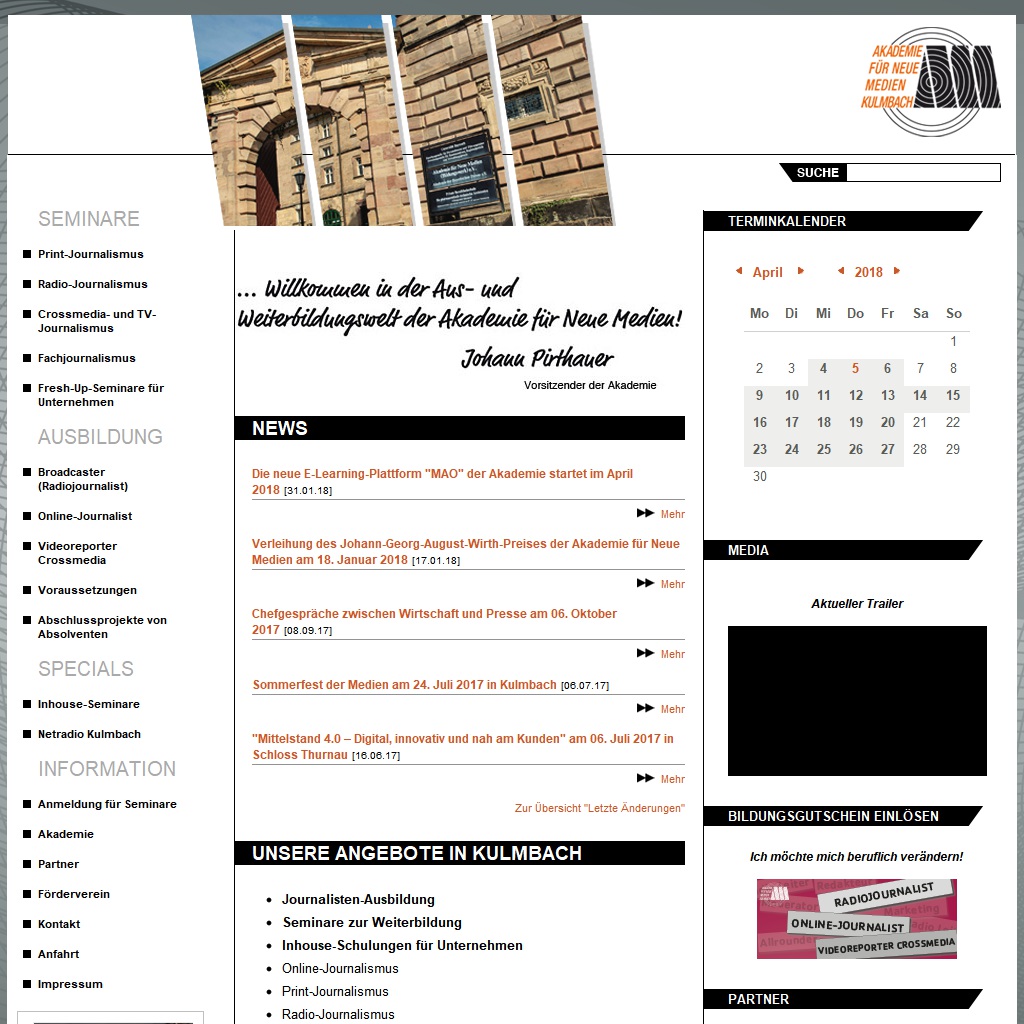 AKADEMIE
FÜR NEUE
MEDIEN
KULMBACH
Akademie für Neue Medien
(Bildungswerk) e.V.
SUCHE
SEMINARE
Print-Journalismus
Radio-Journalismus
Crossmedia- und TV-
Journalismus
Fachjournalismus
Fresh-Up-Seminare für
Unternehmen
AUSBILDUNG
Broadcaster
(Radiojournalist)
Online-Journalist
Videoreporter
Crossmedia
Voraussetzungen
Abschlussprojekte von
Absolventen
SPECIALS
Inhouse-Seminare
Netradio Kulmbach
INFORMATION
Anmeldung für Seminare
Akademie
Partner
Förderverein
Kontakt
Anfahrt
Impressum
... Willkommen in der Aus- und
Weiterbildungswelt der Akademie für Neue Medien!
Johann Pirthauer
Vorsitzender der Akademie
NEWS
Die neue E-Learning-Plattform "MAO" der Akademie startet im April
2018 [31.01.18]
Mehr
Verleihung des Johann-Georg-August-Wirth-Preises der Akademie für Neue
Medien am 18. Januar 2018 [17.01.18]
Mehr
Chefgespräche zwischen Wirtschaft und Presse am 06. Oktober
2017 [08.09.17]
Mehr
Sommerfest der Medien am 24. Juli 2017 in Kulmbach [06.07.17]
Mehr
"Mittelstand 4.0 – Digital, innovativ und nah am Kunden" am 06. Juli 2017 in
Schloss Thurnau [16.06.17]
Mehr
Zur Übersicht "Letzte Änderungen"
UNSERE ANGEBOTE IN KULMBACH
Journalisten-Ausbildung
Seminare zur Weiterbildung
Inhouse-Schulungen für Unternehmen
Online-Journalismus
Print-Journalismus
Radio-Journalismus
TERMINKALENDER
April 2018
Mo Di Mi Do Fr Sa So
1
2 3 4 5 6 7 8
9 10 11 12 13 14 15
16 17 18 19 20 21 22
23 24 25 26 27 28 29
30
MEDIA
Aktueller Trailer
BILDUNGSGUTSCHEIN EINLÖSEN
Ich möchte mich beruflich verändern!
RADIOJOURNALIST
Marketing
ONLINE-JOURNALIST
VIDEOREPORTER CROSSMEDIA
PARTNER